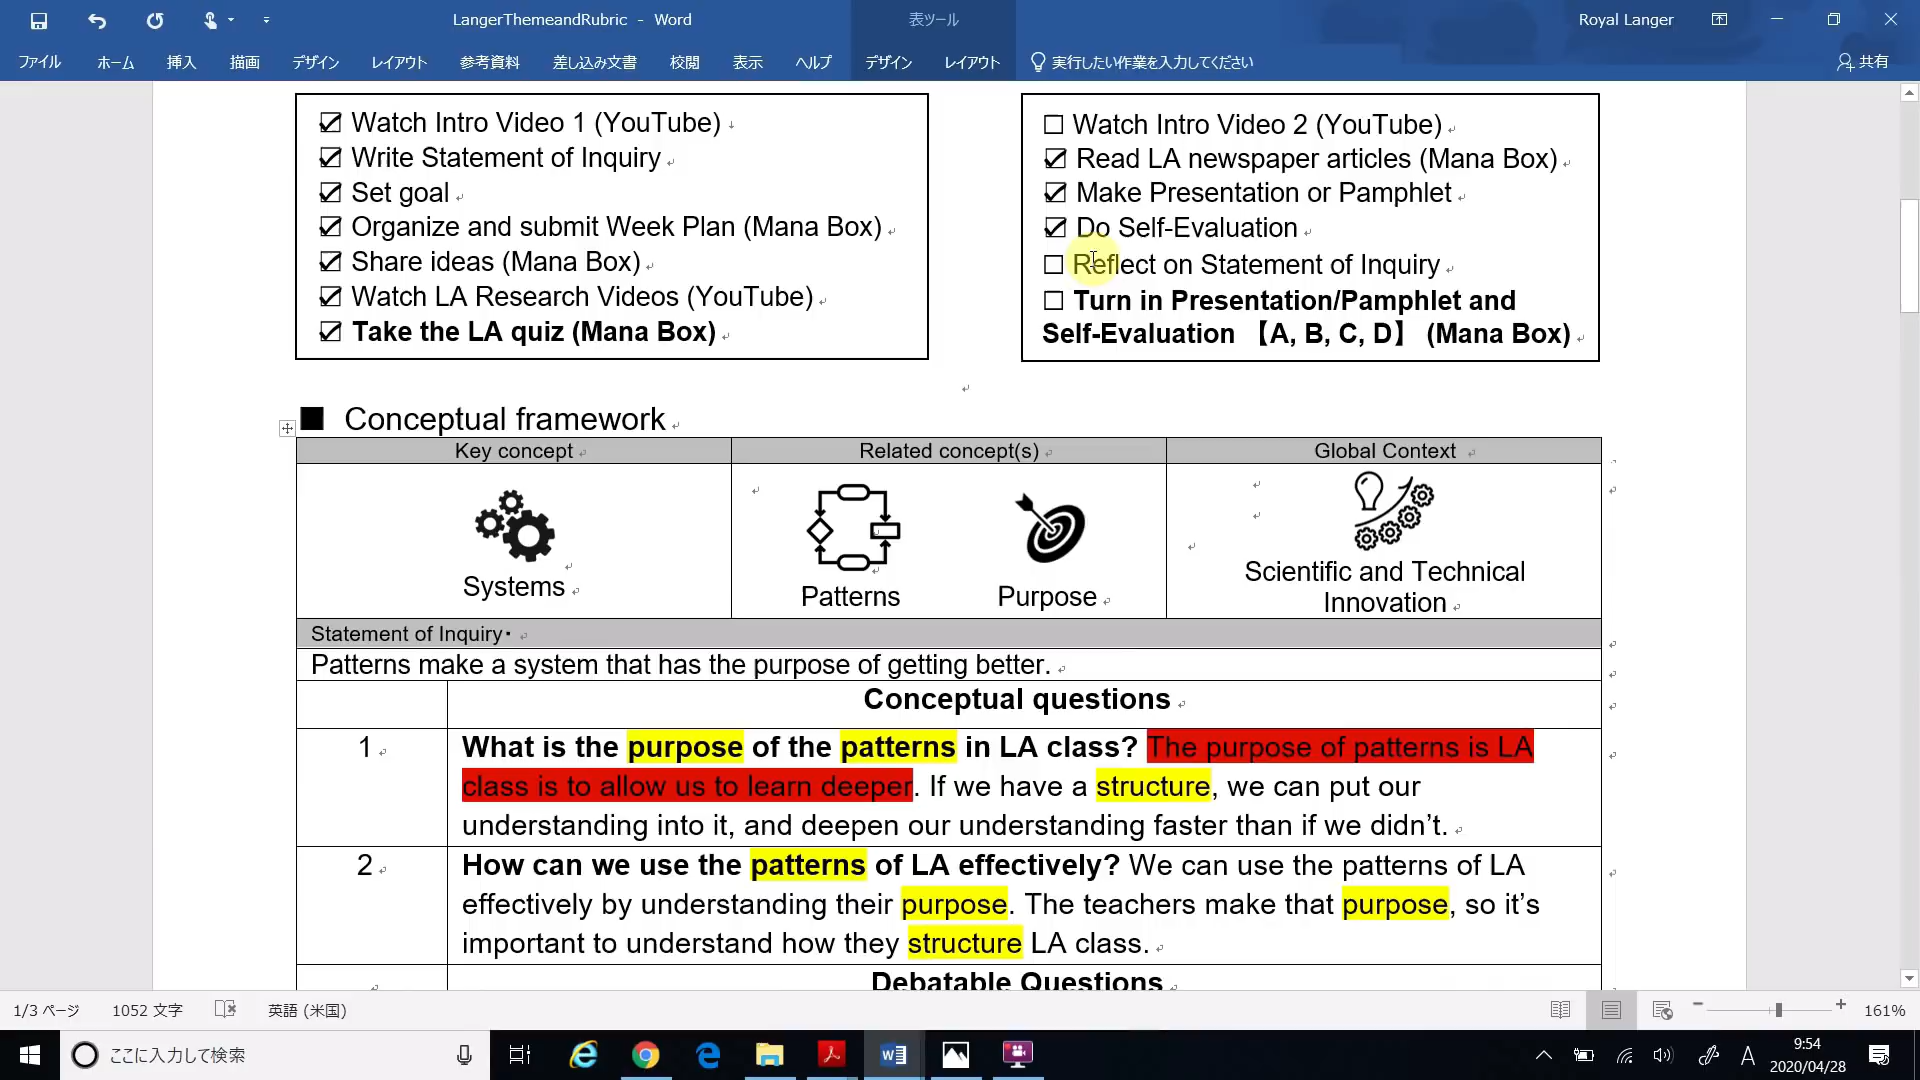 LangerThemeandRubric - Word
表ツール
Royal Langer
ファイル ホーム 挿入 描画 デザイン レイアウト 参考資料 差し込み文書 校閲 表示 ヘルプ デザイン レイアウト 実行したい作業を入力してください 共有
☑ Watch Intro Video 1 (YouTube)
☑ Write Statement of Inquiry
☑ Set goal
☑ Organize and submit Week Plan (Mana Box)
☑ Share ideas (Mana Box)
☑ Watch LA Research Videos (YouTube)
☑ Take the LA quiz (Mana Box)
☐ Watch Intro Video 2 (YouTube)
☑ Read LA newspaper articles (Mana Box)
☑ Make Presentation or Pamphlet
☑ Do Self-Evaluation
☐ Reflect on Statement of Inquiry
☐ Turn in Presentation/Pamphlet and
Self-Evaluation 【A, B, C, D】 (Mana Box)
■ Conceptual framework
Key concept
Related concept(s)
Global Context
Systems
Patterns
Purpose
Scientific and Technical
Innovation
Statement of Inquiry
Patterns make a system that has the purpose of getting better.
Conceptual questions
1
What is the purpose of the patterns in LA class? The purpose of patterns is LA
class is to allow us to learn deeper. If we have a structure, we can put our
understanding into it, and deepen our understanding faster than if we didn't.
2
How can we use the patterns of LA effectively? We can use the patterns of LA
effectively by understanding their purpose. The teachers make that purpose, so it's
important to understand how they structure LA class.
Debatable Questions
1/3 ページ 1052 文字 英語 (米国) 161%
ここに入力して検索
A
9:54
2020/04/28